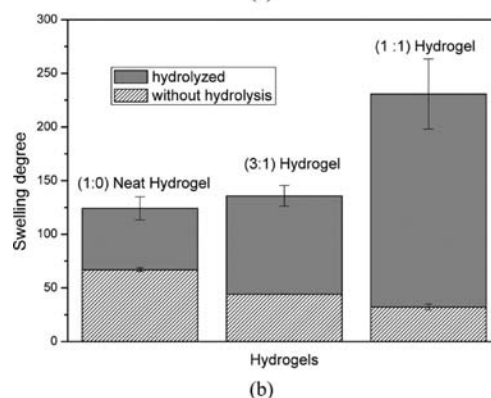 300
250
200
150
100
50
0
Swelling degree
hydrolyzed
without hydrolysis
(1:0) Neat Hydrogel
(3:1) Hydrogel
(1 :1) Hydrogel
Hydrogels
(b)